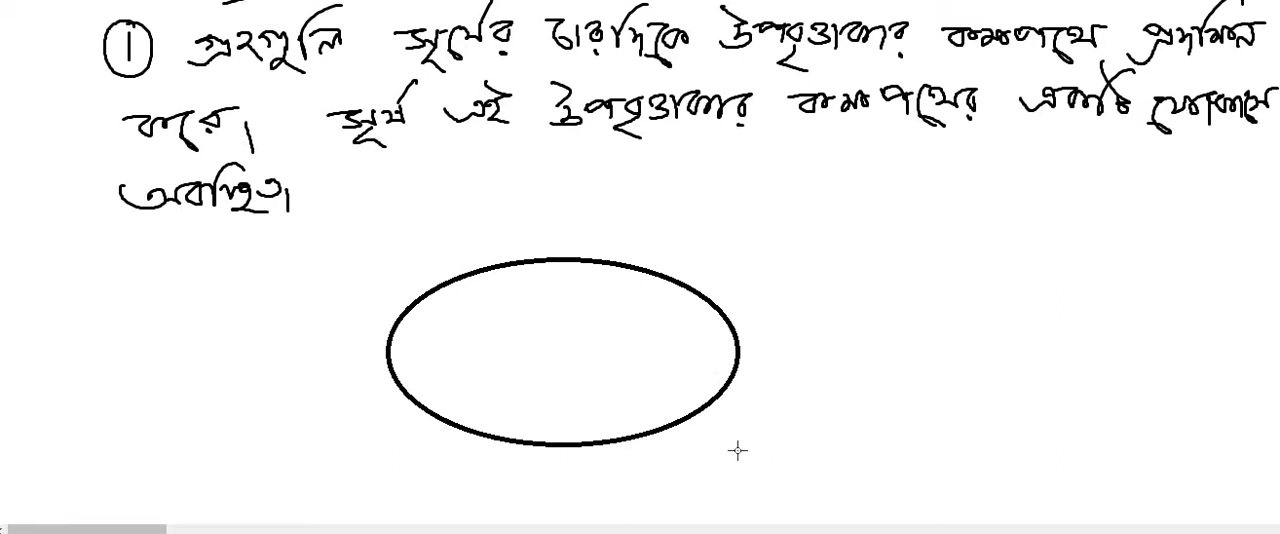 ① গ্রহগুলি সূর্যের চারদিকে উপবৃত্তাকার কক্ষপথে প্রদক্ষিন
করে। সূর্য এই উপবৃত্তাকার কক্ষপথের একটি ফোকাসে
অবস্থিত।